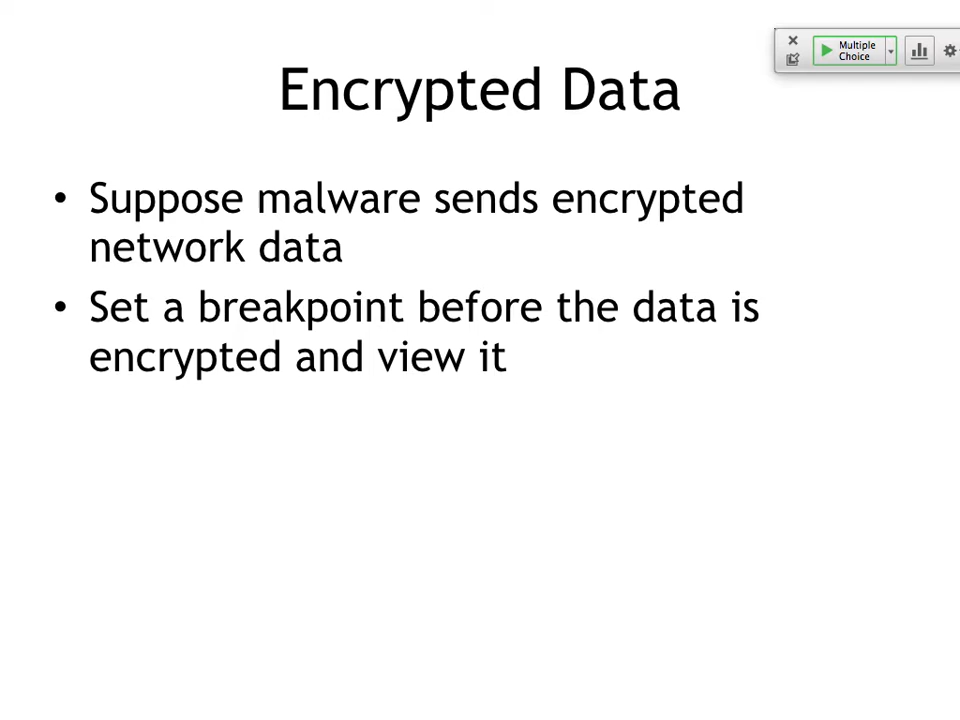 Multiple
Choice
Encrypted Data
• Suppose malware sends encrypted
network data
• Set a breakpoint before the data is
encrypted and view it